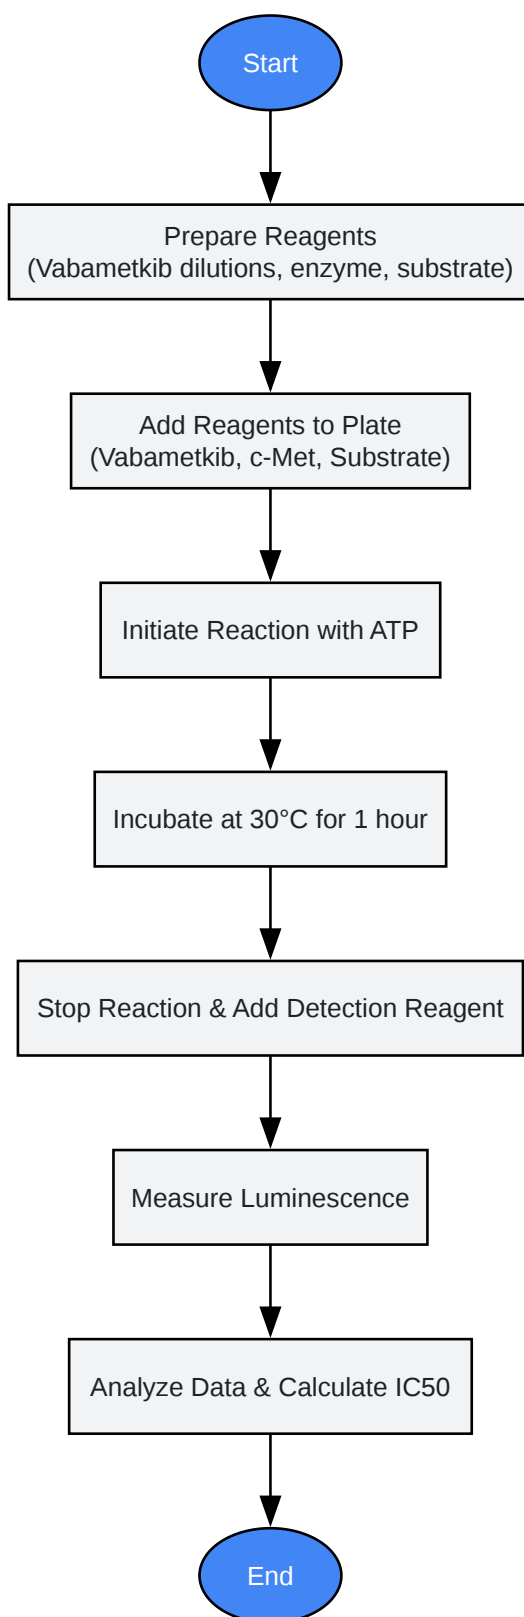 Start
Prepare Reagents
(Vabametkib dilutions, enzyme, substrate)
Add Reagents to Plate
(Vabametkib, c-Met, Substrate)
Initiate Reaction with ATP
Incubate at 30°C for 1 hour
Stop Reaction & Add Detection Reagent
Measure Luminescence
Analyze Data & Calculate IC50
End